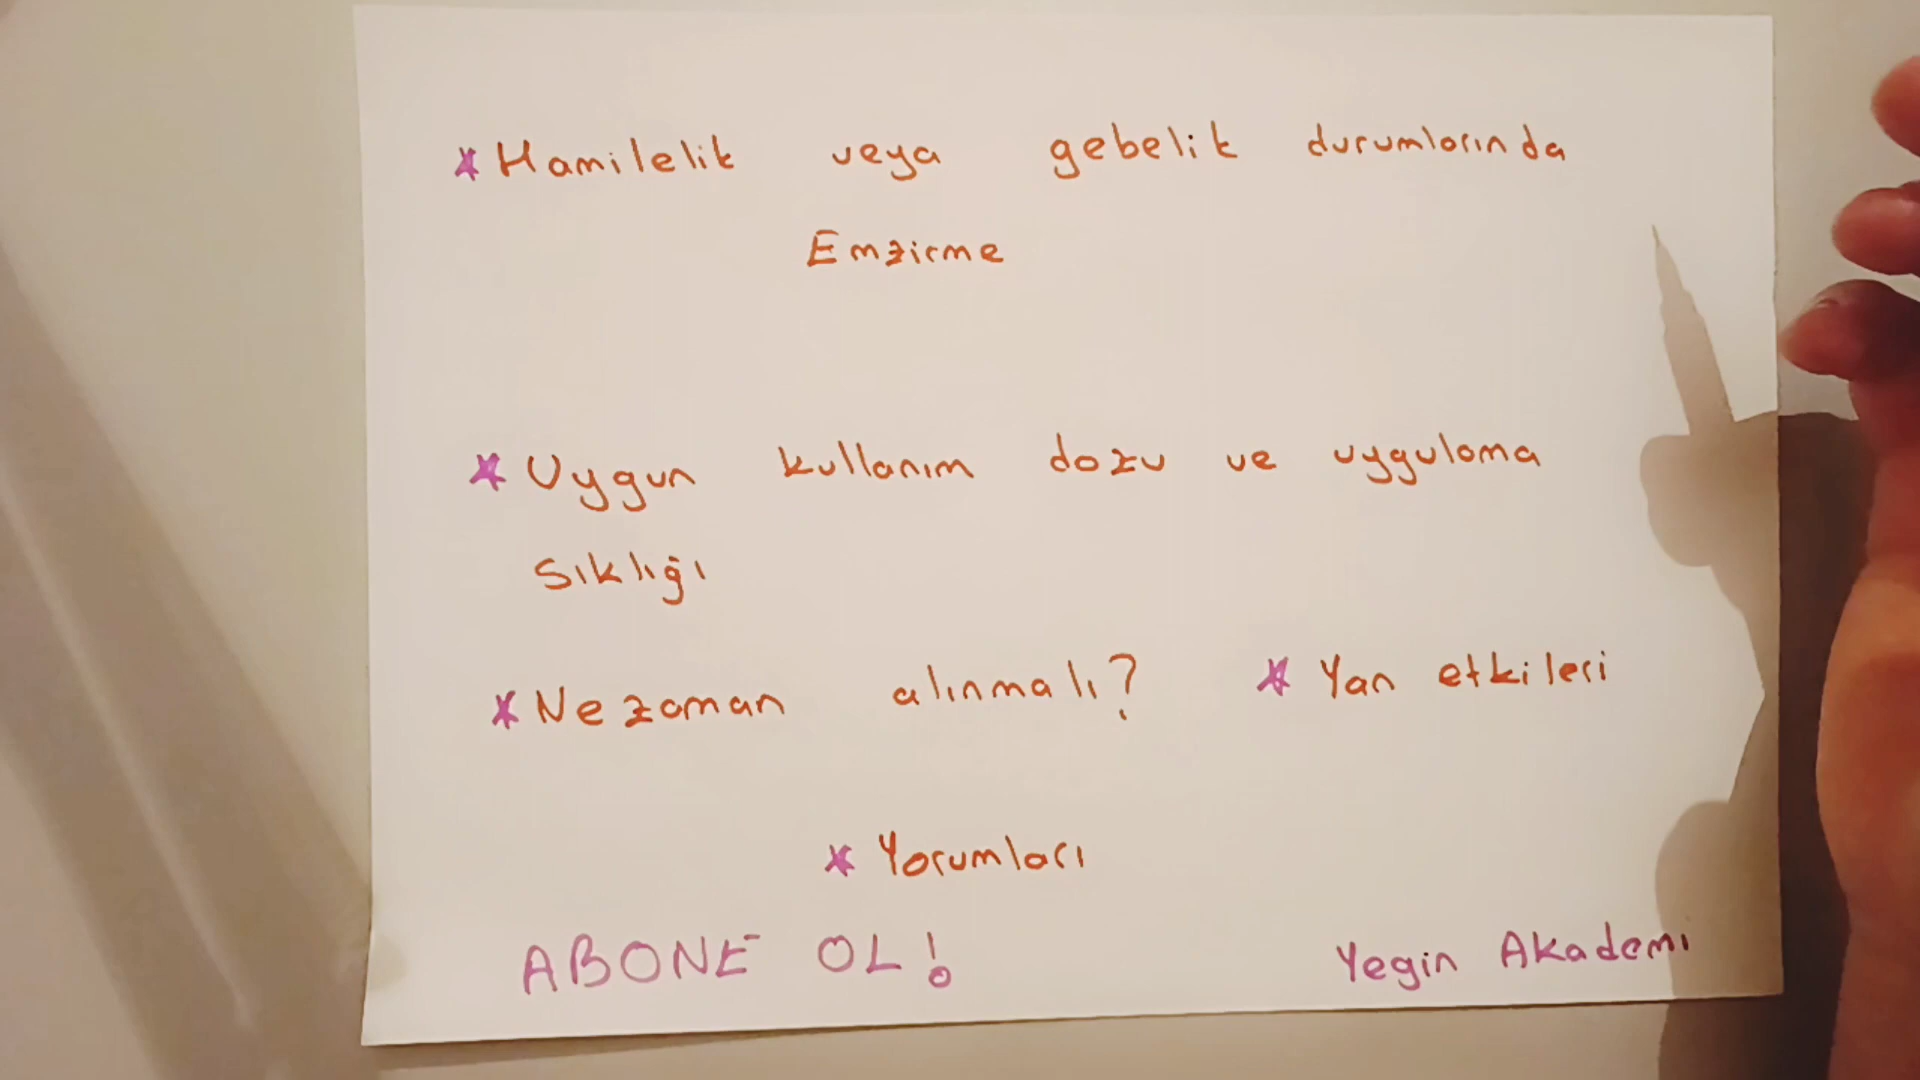 * Hamilelik veya gebelik durumlarında
Emzirme
* Uygun kullanım dozu ve uygulama
Sıklığı
* Ne zaman alınmalı? * Yan etkileri
* Yorumları
ABONE OL!
Yegin Akademi